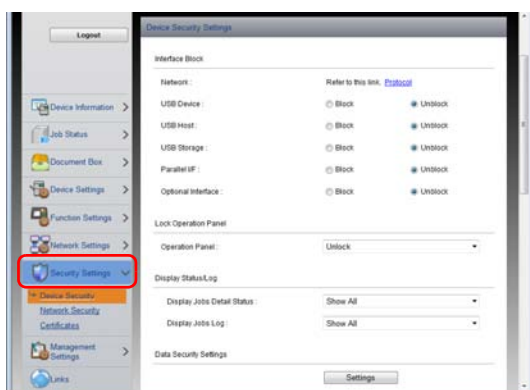 Logout
Device Information
Job Status
Document Box
Device Settings
Function Settings
Network Settings
Security Settings
Device Security
Network Security
Certificates
Management
Settings
Links
Device Security Settings
Interface Block
Network : Refer to this link. Protocol
USB Device : Block Unblock
USB Host : Block Unblock
USB Storage : Block Unblock
Parallel I/F : Block Unblock
Optional Interface : Block Unblock
Lock Operation Panel
Operation Panel : Unlock
Display Status/Log
Display Jobs Detail Status : Show All
Display Jobs Log : Show All
Data Security Settings
Settings